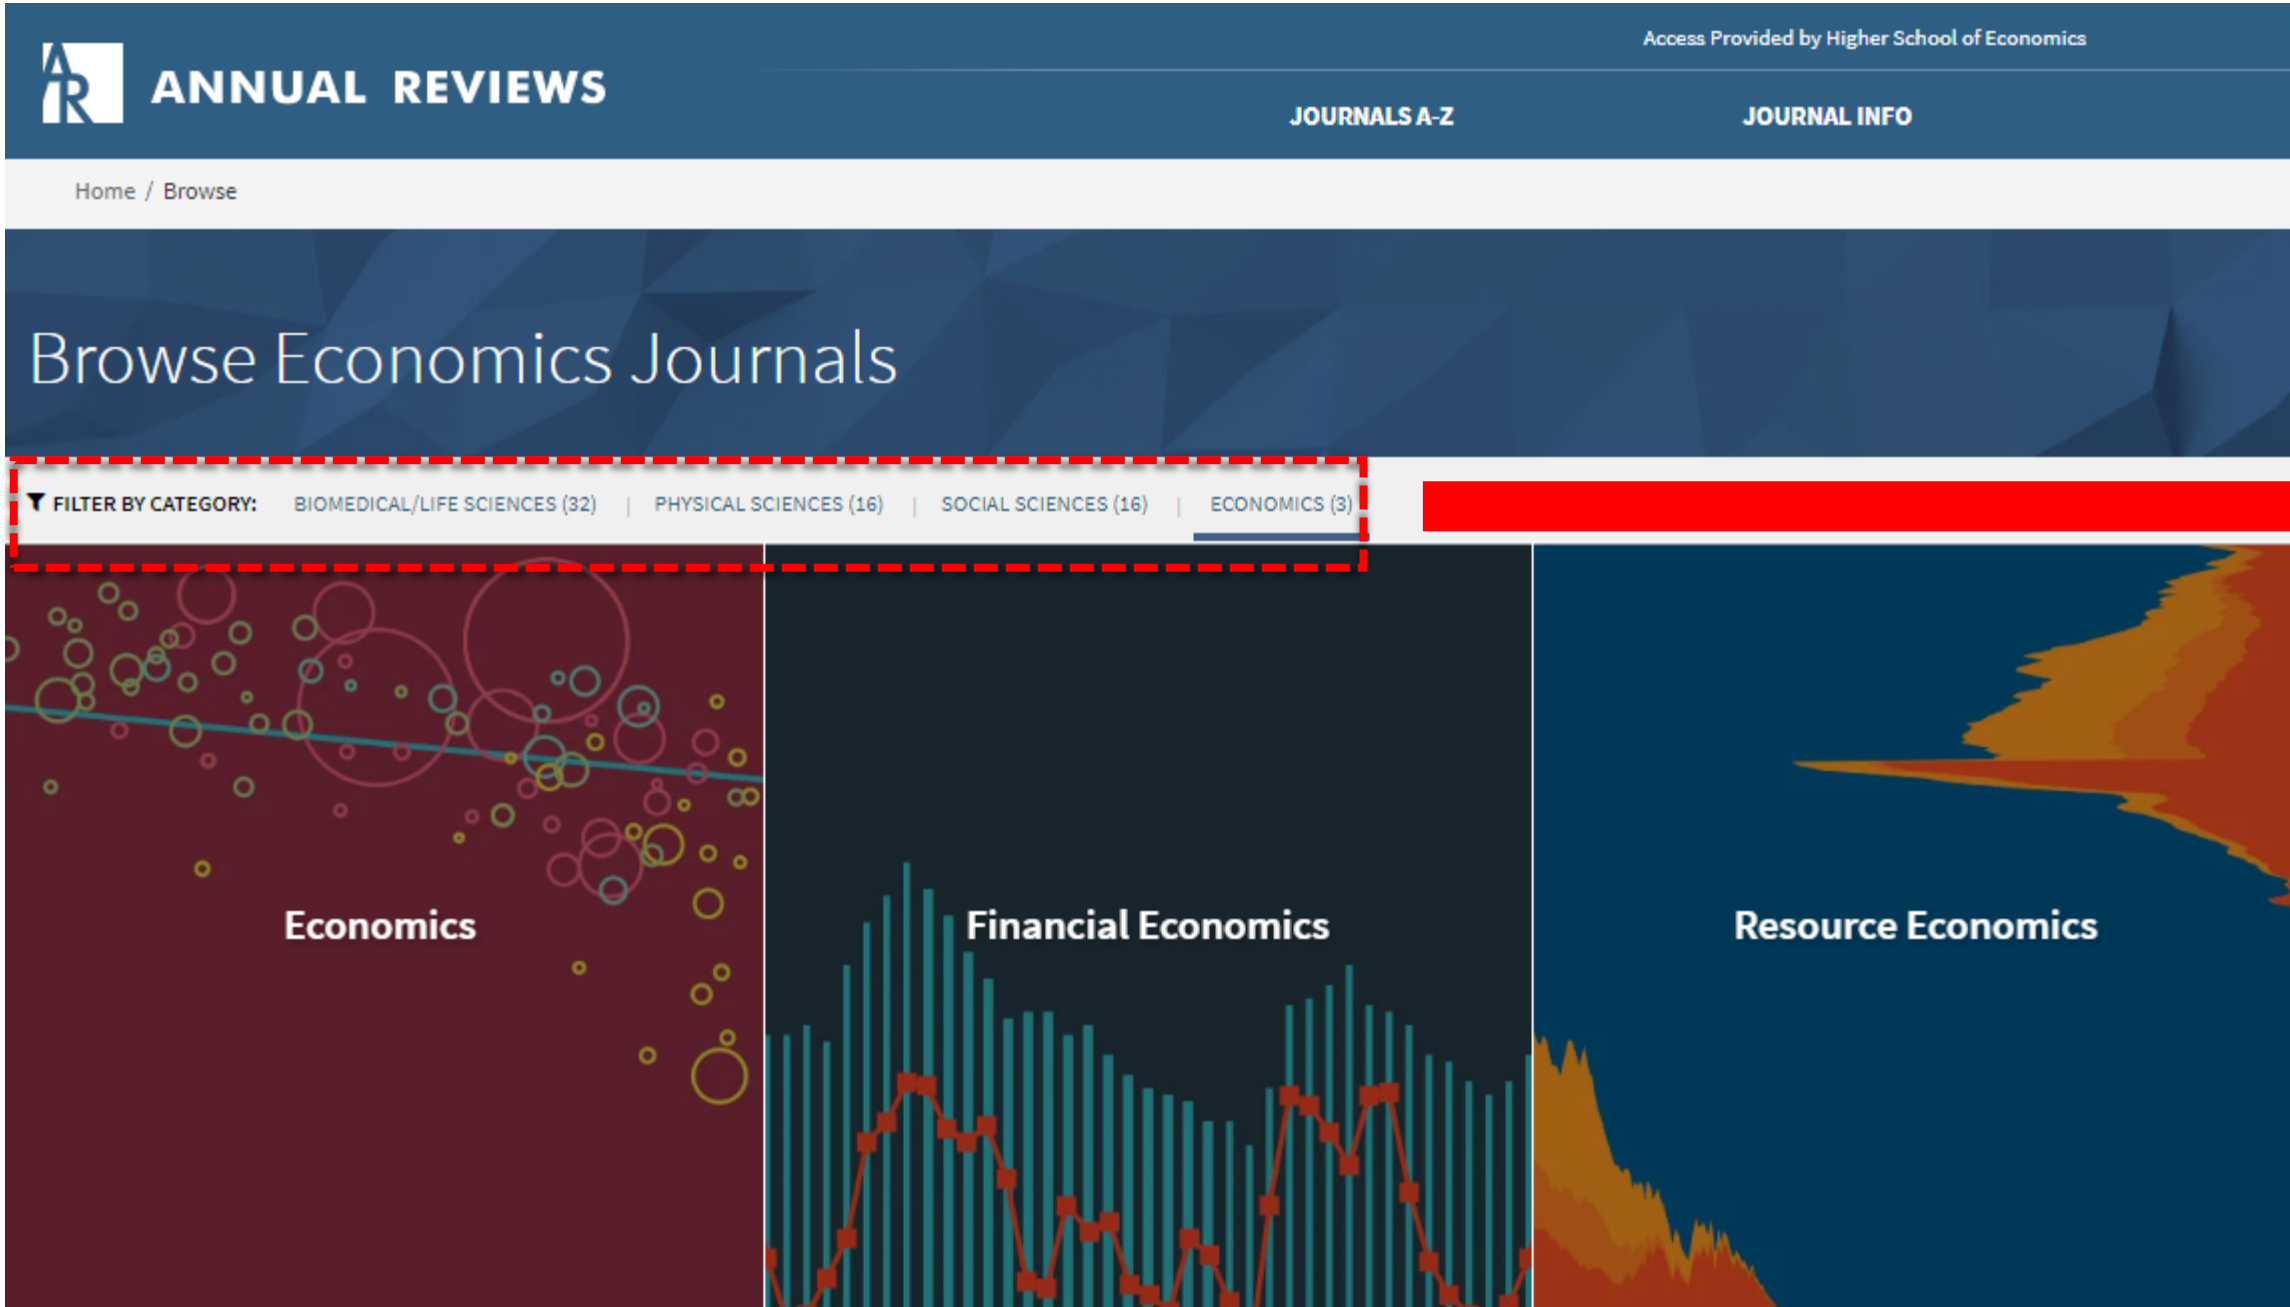 Access Provided by Higher School of Economics
AR ANNUAL REVIEWS
JOURNALS A-Z JOURNAL INFO
Home / Browse
Browse Economics Journals
FILTER BY CATEGORY: BIOMEDICAL/LIFE SCIENCES (32) | PHYSICAL SCIENCES (16) | SOCIAL SCIENCES (16) | ECONOMICS (3)
Economics Financial Economics Resource Economics